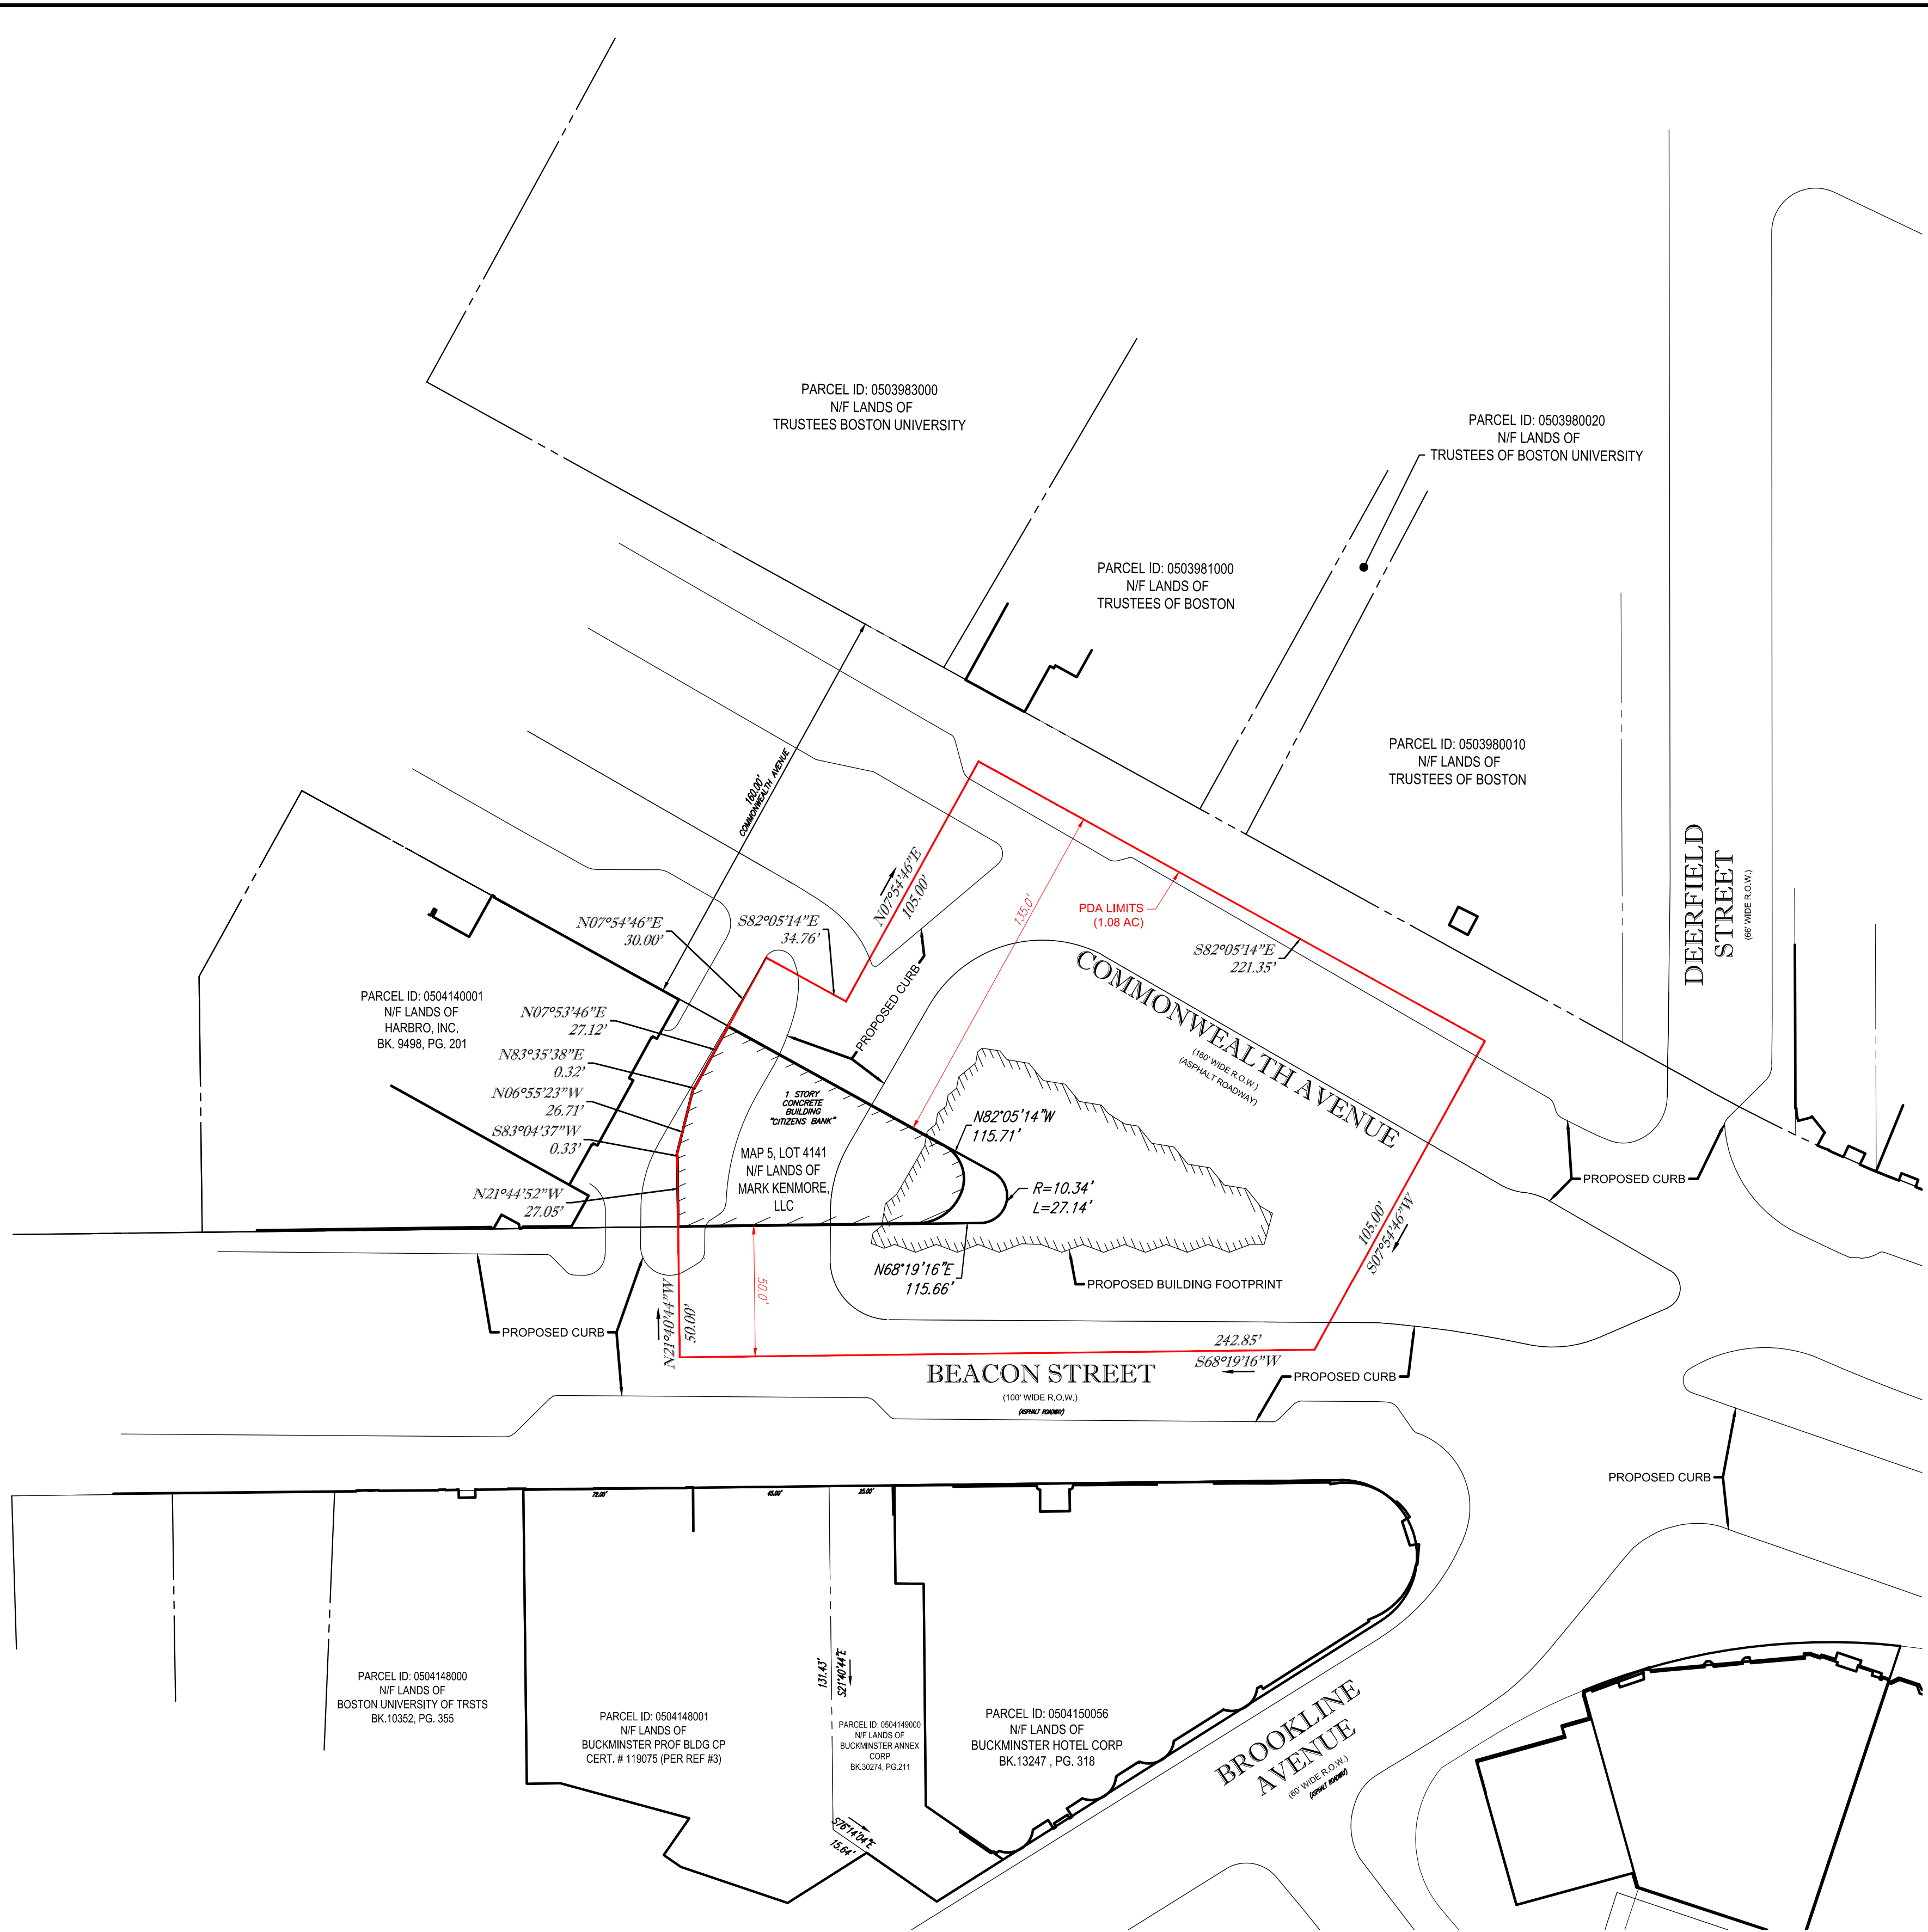 PARCEL ID: 0503983000
N/F LANDS OF
TRUSTEES BOSTON UNIVERSITY
PARCEL ID: 0503980020
N/F LANDS OF
TRUSTEES OF BOSTON UNIVERSITY
PARCEL ID: 0503981000
N/F LANDS OF
TRUSTEES OF BOSTON
PARCEL ID: 0503980010
N/F LANDS OF
TRUSTEES OF BOSTON
160.00'
COMMONWEALTH AVENUE
DEERFIELD
STREET
(66' WIDE R.O.W.)
N07°54'46"E
105.00'
135.0'
PDA LIMITS
(1.08 AC)
S82°05'14"E
221.35'
N07°54'46"E
30.00'
S82°05'14"E
34.76'
PROPOSED CURB
COMMONWEALTH AVENUE
(160' WIDE R.O.W.)
(ASPHALT ROADWAY)
PARCEL ID: 0504140001
N/F LANDS OF
HARBRO, INC.
BK. 9498, PG. 201
N07°53'46"E
27.12'
N83°35'38"E
0.32'
N06°55'23"W
26.71'
S83°04'37"W
0.33'
N21°44'52"W
27.05'
1 STORY
CONCRETE
BUILDING
"CITIZENS BANK"
MAP 5, LOT 4141
N/F LANDS OF
MARK KENMORE,
LLC
N82°05'14"W
115.71'
R=10.34'
L=27.14'
N68°19'16"E
115.66'
PROPOSED BUILDING FOOTPRINT
PROPOSED CURB
105.00'
S07°54'46"W
PROPOSED CURB
N21°40'44"W
50.00'
50.0'
242.85'
S68°19'16"W
BEACON STREET
(100' WIDE R.O.W.)
(ASPHALT ROADWAY)
PROPOSED CURB
PROPOSED CURB
72.00'
45.00'
25.00'
131.43'
S21°40'44"E
PARCEL ID: 0504148000
N/F LANDS OF
BOSTON UNIVERSITY OF TRSTS
BK.10352, PG. 355
PARCEL ID: 0504148001
N/F LANDS OF
BUCKMINSTER PROF BLDG CP
CERT. # 119075 (PER REF #3)
PARCEL ID: 0504149000
N/F LANDS OF
BUCKMINSTER ANNEX
CORP
BK.30274, PG.211
PARCEL ID: 0504150056
N/F LANDS OF
BUCKMINSTER HOTEL CORP
BK.13247 , PG. 318
S76°14'04"E
15.64'
BROOKLINE
AVENUE
(60' WIDE R.O.W.)
(ASPHALT ROADWAY)